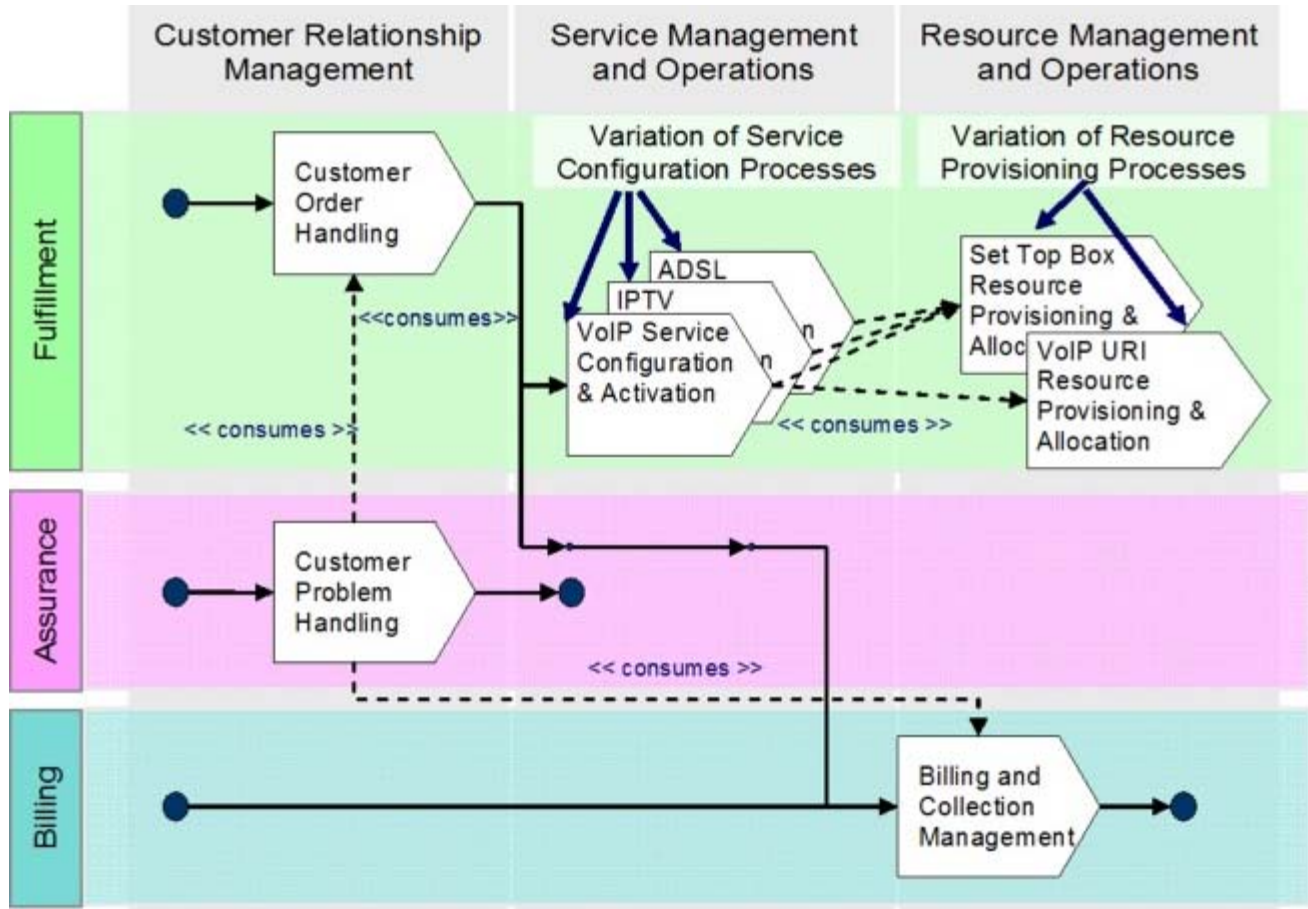 Customer Relationship
Management
Service Management
and Operations
Resource Management
and Operations
Fulfillment
Variation of Service
Configuration Processes
Variation of Resource
Provisioning Processes
Customer
Order
Handling
<<consumes>>
ADSL
IPTV
n
n
VoIP Service
Configuration
& Activation
Set Top Box
Resource
Provisioning &
Alloc
VoIP URI
Resource
Provisioning &
Allocation
<< consumes >>
<< consumes >>
Assurance
Customer
Problem
Handling
<< consumes >>
Billing
Billing and
Collection
Management